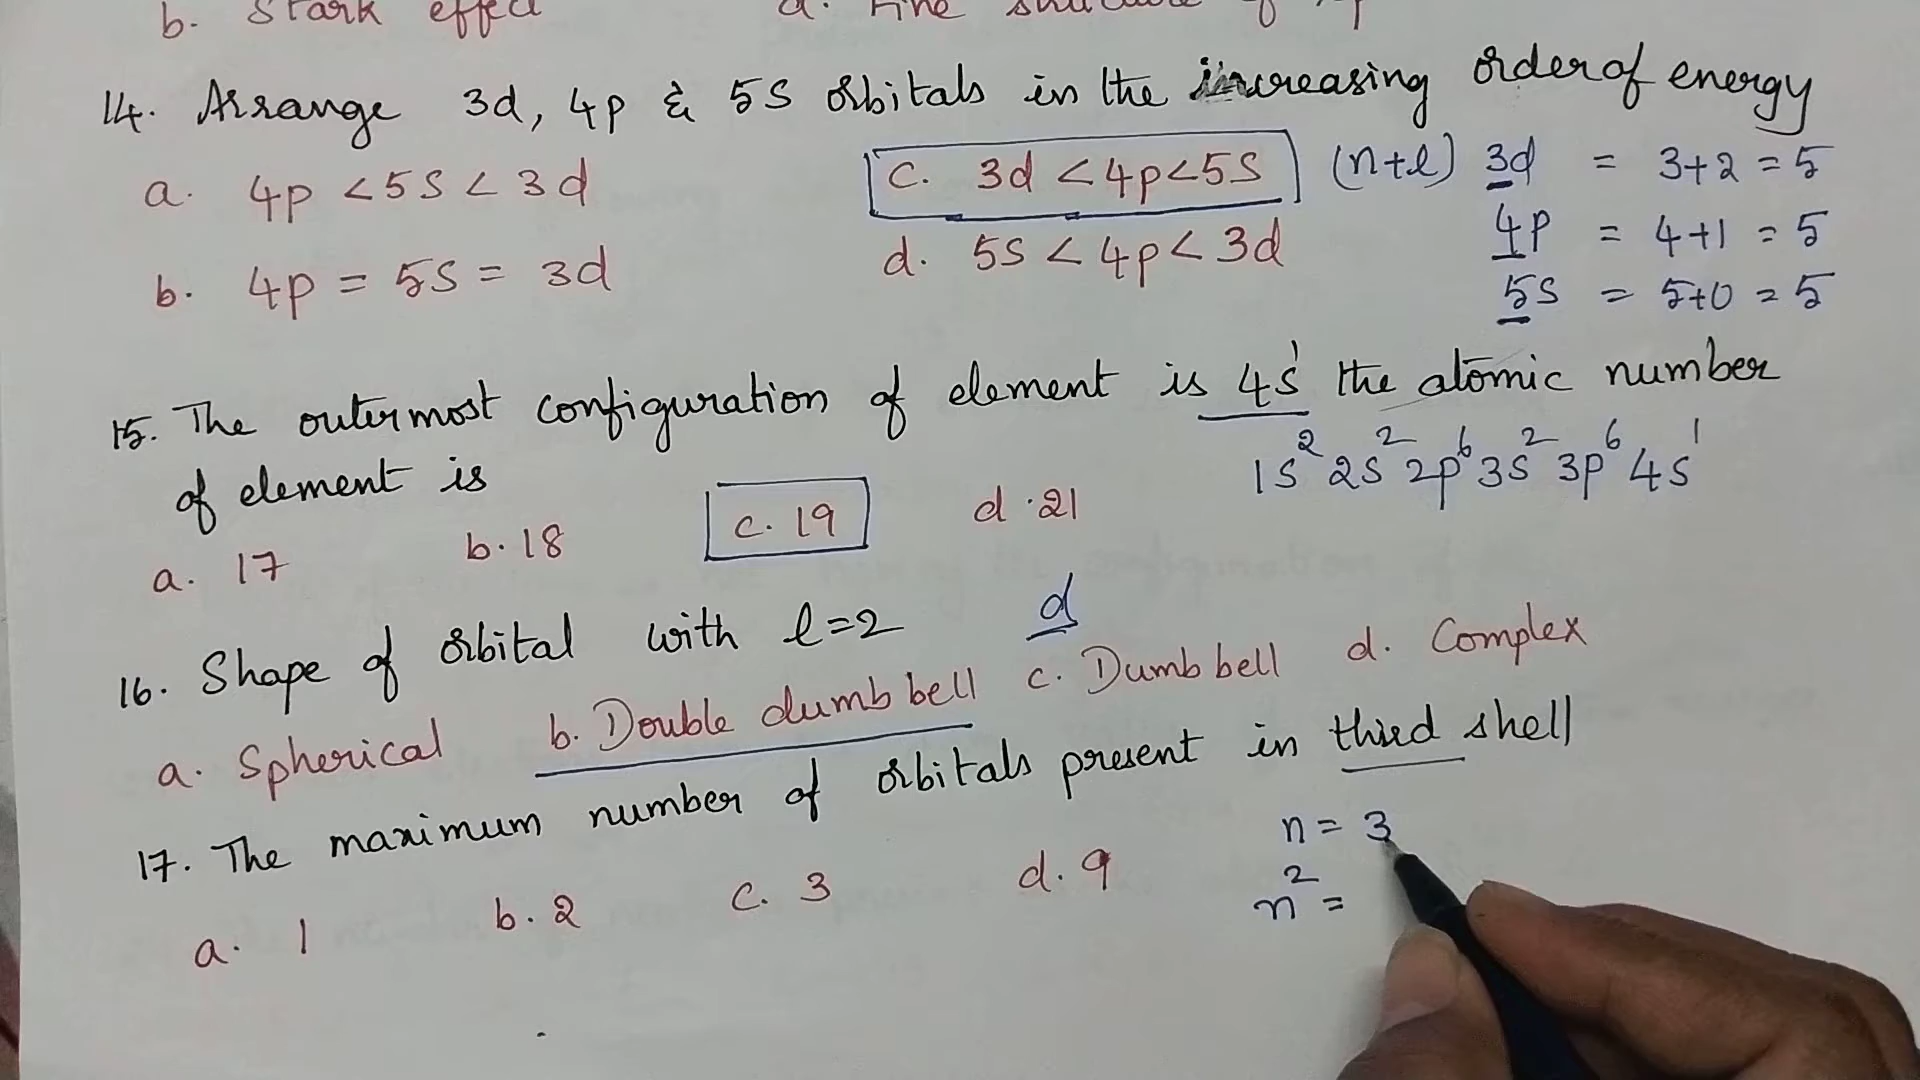 b. Stark effect d. Fine structure of
14. Arrange 3d, 4p & 5s orbitals in the increasing order of energy
a. 4p < 5s < 3d c. 3d < 4p < 5s (n+l) 3d = 3+2 = 5
4p = 4+1 = 5
b. 4p = 5s = 3d d. 5s < 4p < 3d
5s = 5+0 = 5
15. The outermost configuration of element is 4s¹ the atomic number
of element is 1s² 2s² 2p⁶ 3s² 3p⁶ 4s¹
a. 17 b. 18 c. 19 d. 21
16. Shape of orbital with l=2 d
a. Spherical b. Double dumb bell c. Dumb bell d. Complex
17. The maximum number of orbitals present in third shell
n = 3
a. 1 b. 2 c. 3 d. 9 n² =